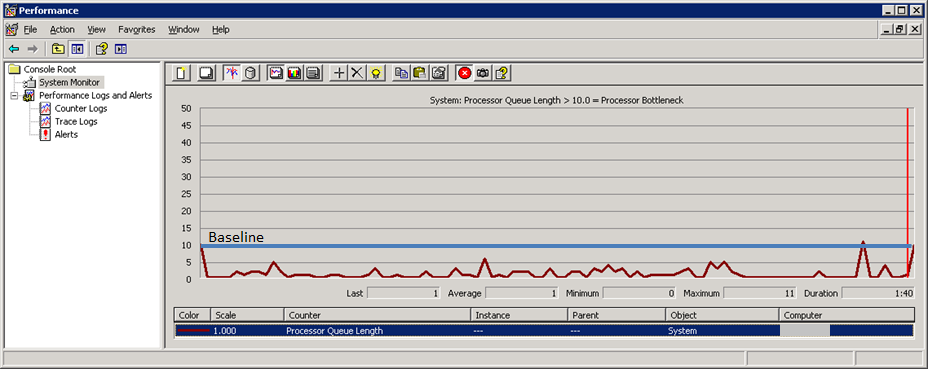 Performance
File Action View Favorites Window Help
Console Root
System Monitor
Performance Logs and Alerts
Counter Logs
Trace Logs
Alerts
System: Processor Queue Length > 10.0 = Processor Bottleneck
50
45
40
35
30
25
20
15
10
5
0
Baseline
Last 1 Average 1 Minimum 0 Maximum 11 Duration 1:40
Color Scale Counter Instance Parent Object Computer
1.000 Processor Queue Length --- --- System